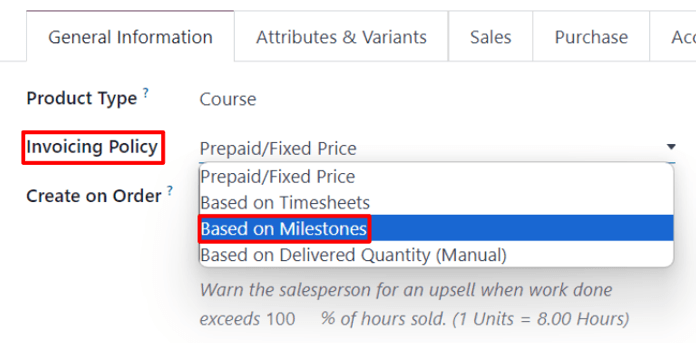 General Information Attributes & Variants Sales Purchase
Product Type ? Course
Invoicing Policy Prepaid/Fixed Price
Prepaid/Fixed Price
Create on Order ? Based on Timesheets
Based on Milestones
Based on Delivered Quantity (Manual)
Warn the salesperson for an upsell when work done
exceeds 100 % of hours sold. (1 Units = 8.00 Hours)